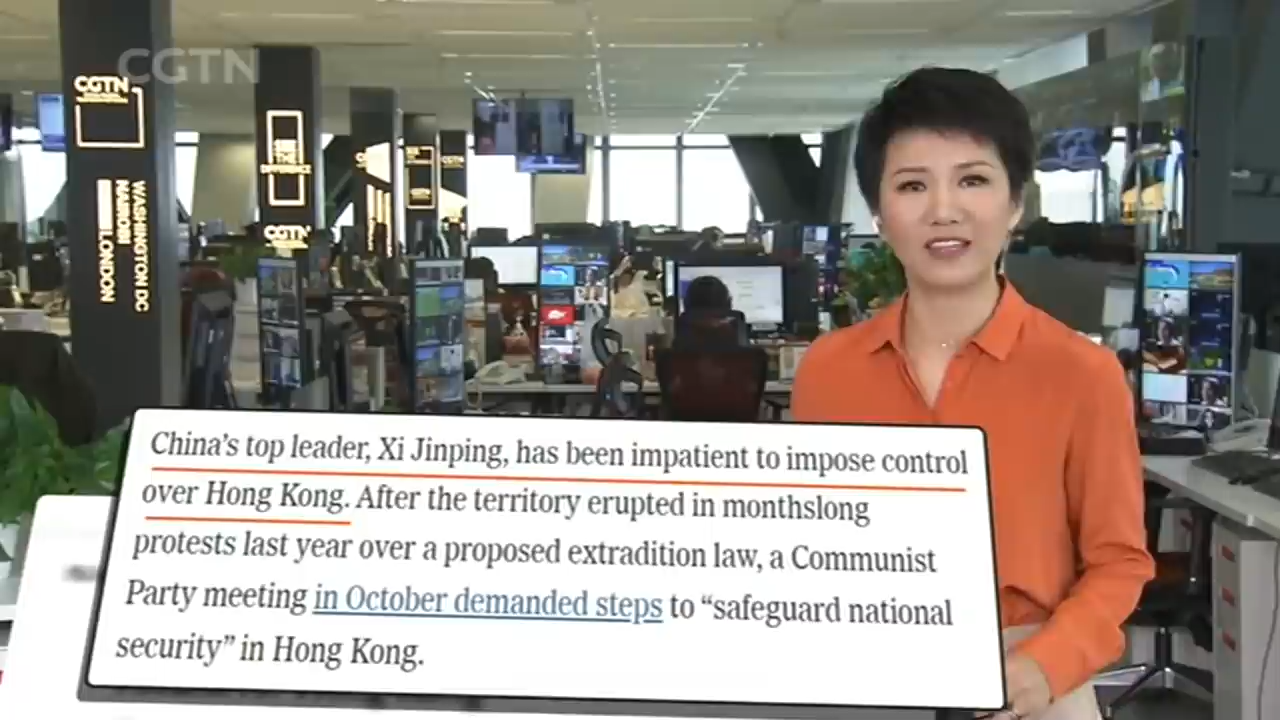 CGTN
CGTN
WASHINGTON DC
NAIROBI
LONDON
SEE
THE
DIFFERENCE
CGTN
CGTN
China's top leader, Xi Jinping, has been impatient to impose control
over Hong Kong. After the territory erupted in monthslong
protests last year over a proposed extradition law, a Communist
Party meeting in October demanded steps to “safeguard national
security” in Hong Kong.